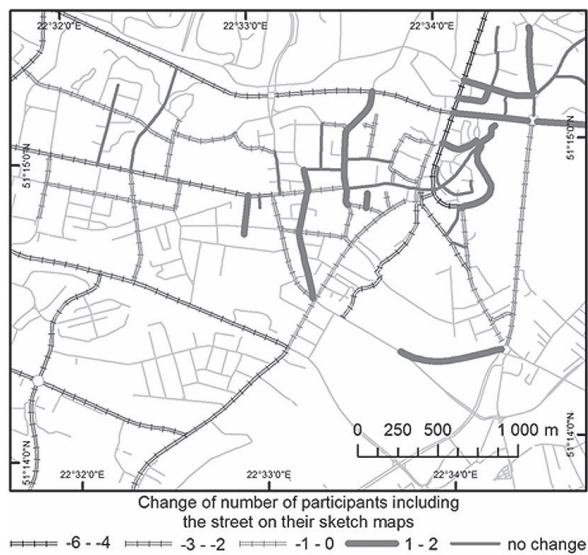 22°32'0"E 22°33'0"E 22°34'0"E
51°15'0"N 51°15'0"N
0 250 500 1 000 m
51°14'0"N 51°14'0"N
22°32'0"E 22°33'0"E 22°34'0"E
Change of number of participants including
the street on their sketch maps
-6 - -4 -3 - -2 -1 - 0 1 - 2 no change